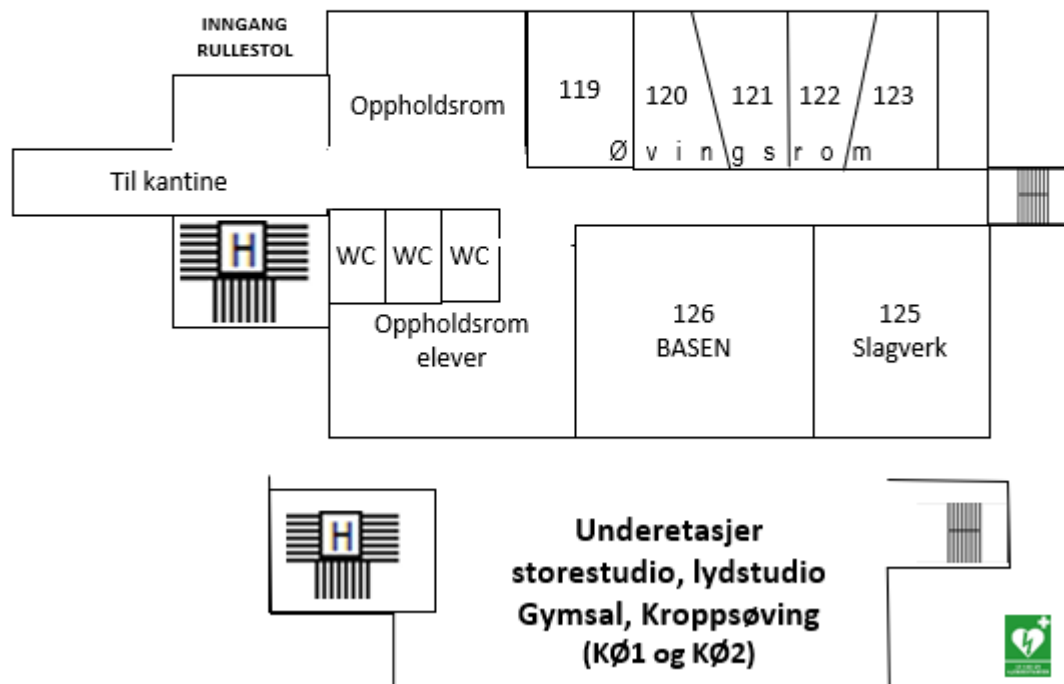 INNGANG
RULLESTOL
Oppholdsrom
119
120
121
122
123
Øvingsrom
Til kantine
H
WC
WC
WC
Oppholdsrom
elever
126
BASEN
125
Slagverk
H
Underetasjer
storestudio, lydstudio
Gymsal, Kroppsøving
(KØ1 og KØ2)